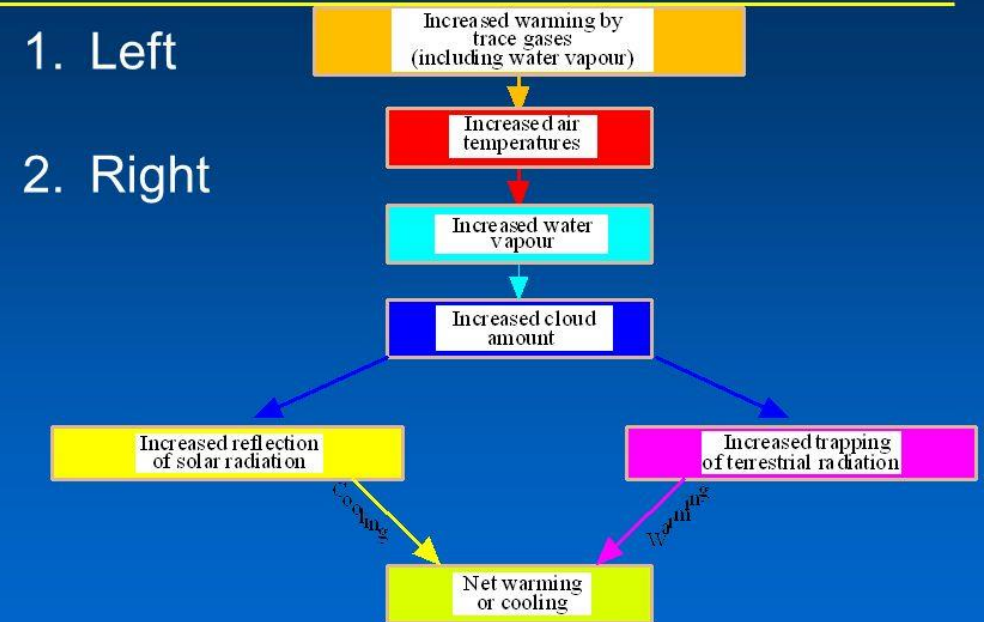 1. Left
2. Right
Increased warming by
trace gases
(including water vapour)
Increased air
temperatures
Increased water
vapour
Increased cloud
amount
Increased reflection
of solar radiation
Increased trapping
of terrestrial radiation
Cooling
Warming
Net warming
or cooling